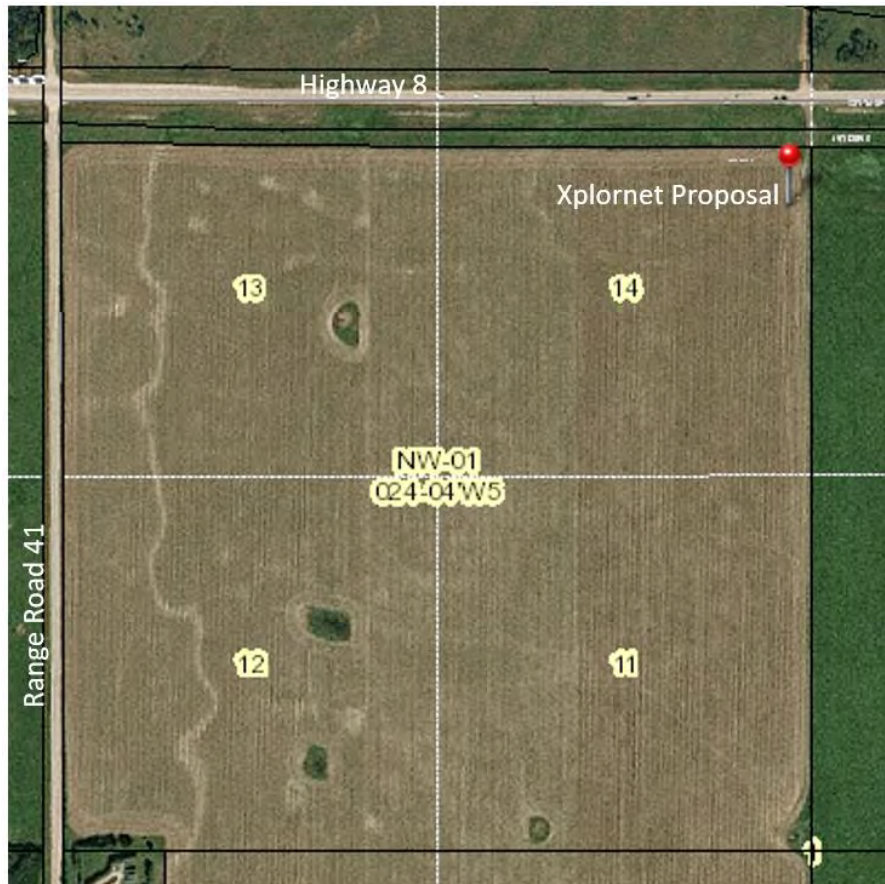 Highway 8
Xplornet Proposal
13
14
NW-01
024-04 W5
Range Road 41
12
11